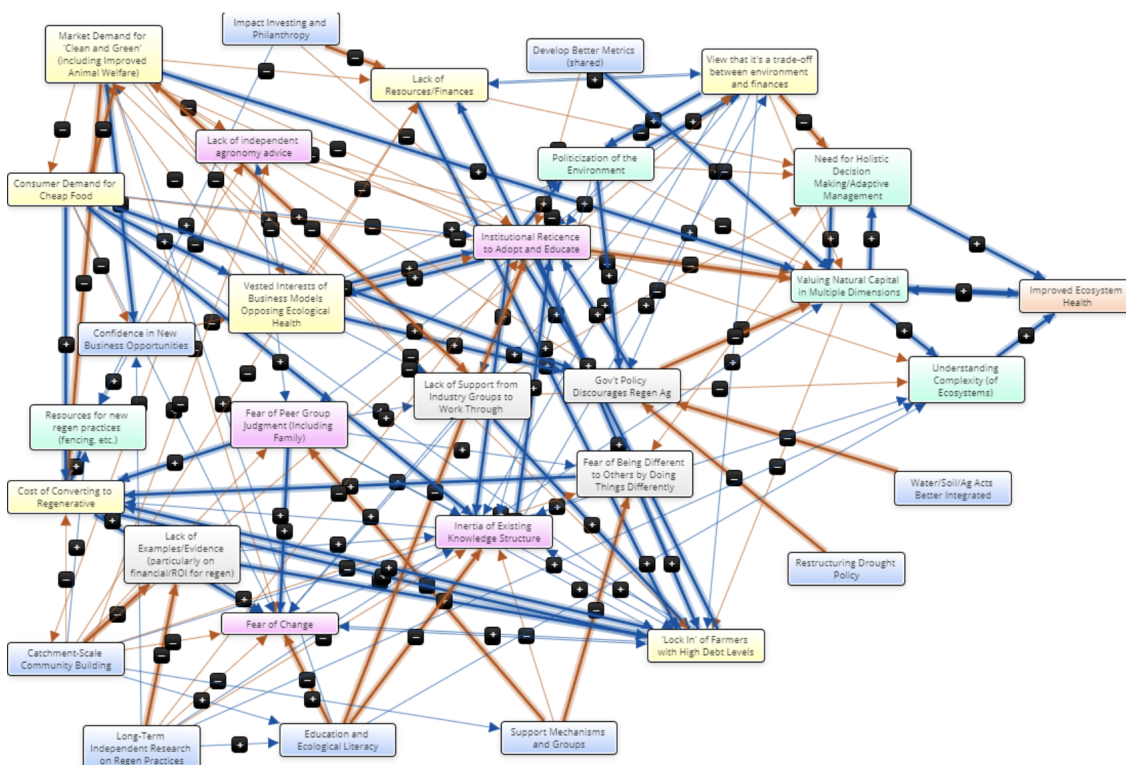 Impact Investing and
Philanthropy
Market Demand for
'Clean and Green'
(including Improved
Animal Welfare)
Develop Better Metrics
(shared)
View that it's a trade-off
between environment
and finances
Lack of
Resources/Finances
Lack of independent
agronomy advice
Politicization of the
Environment
Need for Holistic
Decision
Making/Adaptive
Management
Consumer Demand for
Cheap Food
Institutional Reticence
to Adopt and Educate
Vested Interests of
Business Models
Opposing Ecological
Health
Valuing Natural Capital
in Multiple Dimensions
Improved Ecosystem
Health
Confidence in New
Business Opportunities
Lack of Support from
Industry Groups to
Work Through
Gov't Policy
Discourages Regen Ag
Understanding
Complexity (of
Ecosystems)
Resources for new
regen practices
(fencing, etc.)
Fear of Peer Group
Judgment (Including
Family)
Fear of Being Different
to Others by Doing
Things Differently
Water/Soil/Ag Acts
Better Integrated
Cost of Converting to
Regenerative
Inertia of Existing
Knowledge Structure
Lack of
Examples/Evidence
(particularly on
financial/ROI for regen)
Restructuring Drought
Policy
Fear of Change
'Lock In' of Farmers
with High Debt Levels
Catchment-Scale
Community Building
Long-Term
Independent Research
on Regen Practices
Education and
Ecological Literacy
Support Mechanisms
and Groups